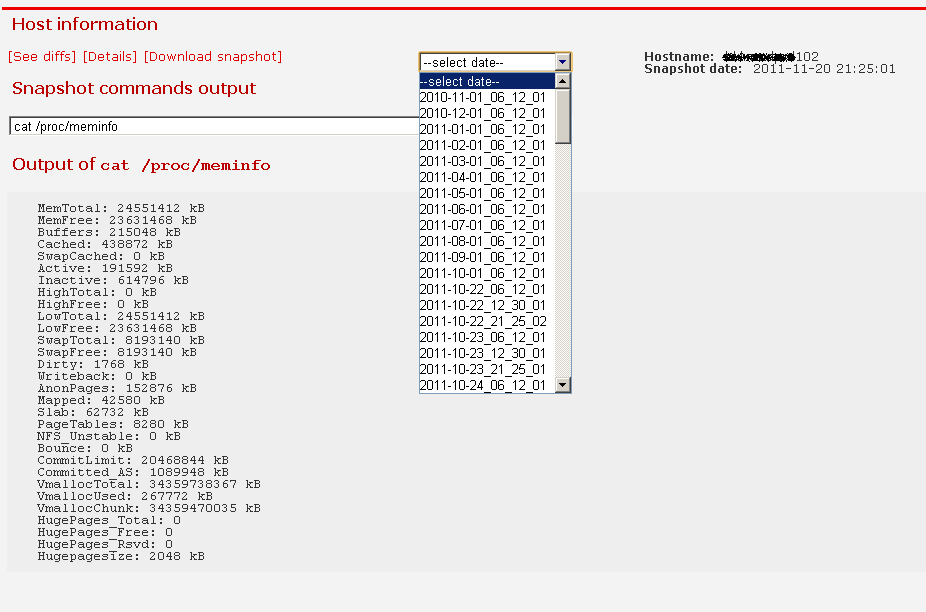 Host information
[See diffs] [Details] [Download snapshot]
--select date--
Hostname: 102
Snapshot date: 2011-11-20 21:25:01
Snapshot commands output
cat /proc/meminfo
--select date--
2010-11-01_06_12_01
2010-12-01_06_12_01
2011-01-01_06_12_01
2011-02-01_06_12_01
2011-03-01_06_12_01
2011-04-01_06_12_01
2011-05-01_06_12_01
2011-06-01_06_12_01
2011-07-01_06_12_01
2011-08-01_06_12_01
2011-09-01_06_12_01
2011-10-01_06_12_01
2011-10-22_06_12_01
2011-10-22_12_30_01
2011-10-22_21_25_02
2011-10-23_06_12_01
2011-10-23_12_30_01
2011-10-23_21_25_01
2011-10-24_06_12_01
Output of cat /proc/meminfo
MemTotal: 24551412 kB
MemFree: 23631468 kB
Buffers: 215048 kB
Cached: 438872 kB
SwapCached: 0 kB
Active: 191592 kB
Inactive: 614796 kB
HighTotal: 0 kB
HighFree: 0 kB
LowTotal: 24551412 kB
LowFree: 23631468 kB
SwapTotal: 8193140 kB
SwapFree: 8193140 kB
Dirty: 1768 kB
Writeback: 0 kB
AnonPages: 152876 kB
Mapped: 42580 kB
Slab: 62732 kB
PageTables: 8280 kB
NFS_Unstable: 0 kB
Bounce: 0 kB
CommitLimit: 20468844 kB
Committed_AS: 1089948 kB
VmallocTotal: 34359738367 kB
VmallocUsed: 267772 kB
VmallocChunk: 34359470035 kB
HugePages_Total: 0
HugePages_Free: 0
HugePages_Rsvd: 0
Hugepagesize: 2048 kB